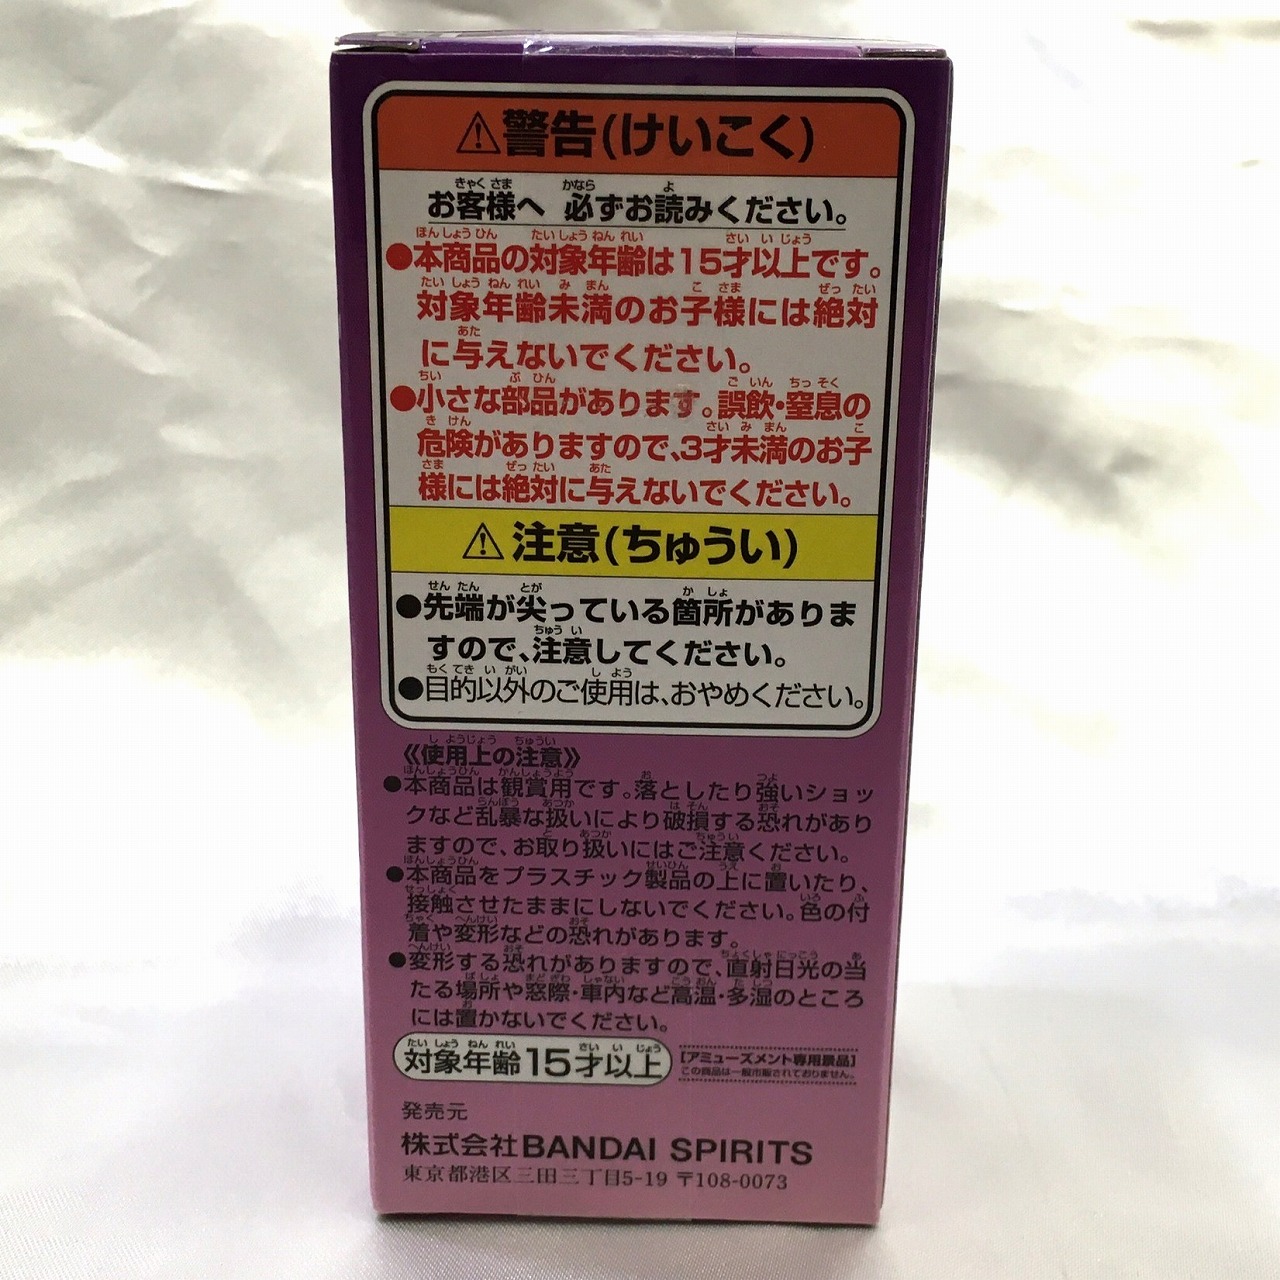 ⚠警告(けいこく)
お客様へ 必ずお読みください。
●本商品の対象年齢は15才以上です。
対象年齢未満のお子様には絶対
に与えないでください。
●小さな部品があります。誤飲・窒息の
危険がありますので、3才未満のお子
様には絶対に与えないでください。
⚠注意(ちゅうい)
●先端が尖っている箇所がありま
すので、注意してください。
●目的以外のご使用は、おやめください。
《使用上の注意》
●本商品は観賞用です。落としたり強いショッ
クなど乱暴な扱いにより破損する恐れがあり
ますので、お取り扱いにはご注意ください。
●本商品をプラスチック製品の上に置いたり、
接触させたままにしないでください。色の付
着や変形などの恐れがあります。
●変形する恐れがありますので、直射日光の当
たる場所や窓際・車内など高温・多湿のところ
には置かないでください。
対象年齢15才以上
[アミューズメント専用景品]
この商品は一般市販されておりません。
発売元
株式会社BANDAI SPIRITS
東京都港区三田三丁目5-19 〒108-0073